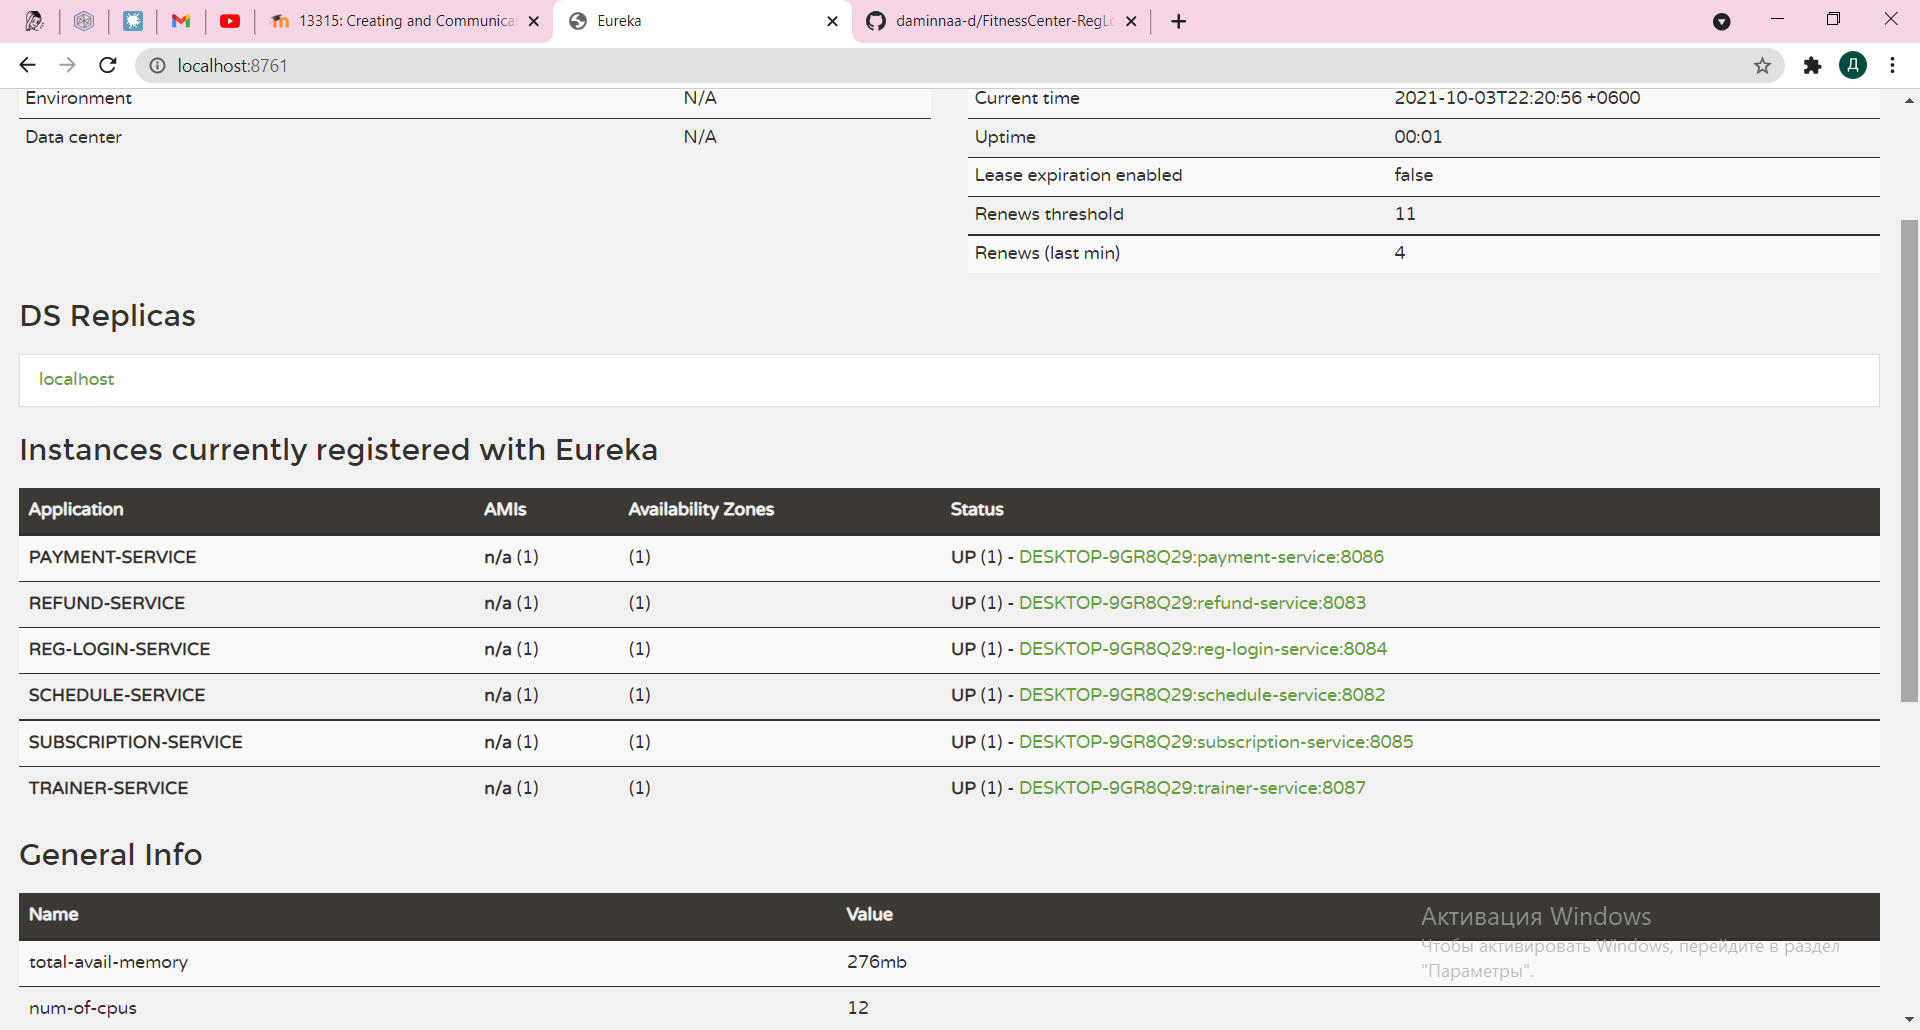 13315: Creating and Communica
Eureka
daminnaa-d/FitnessCenter-RegLo
localhost:8761
Д
Environment N/A
Data center N/A
Current time 2021-10-03T22:20:56 +0600
Uptime 00:01
Lease expiration enabled false
Renews threshold 11
Renews (last min) 4
DS Replicas
localhost
Instances currently registered with Eureka
Application AMIs Availability Zones Status
PAYMENT-SERVICE n/a (1) (1) UP (1) - DESKTOP-9GR8Q29:payment-service:8086
REFUND-SERVICE n/a (1) (1) UP (1) - DESKTOP-9GR8Q29:refund-service:8083
REG-LOGIN-SERVICE n/a (1) (1) UP (1) - DESKTOP-9GR8Q29:reg-login-service:8084
SCHEDULE-SERVICE n/a (1) (1) UP (1) - DESKTOP-9GR8Q29:schedule-service:8082
SUBSCRIPTION-SERVICE n/a (1) (1) UP (1) - DESKTOP-9GR8Q29:subscription-service:8085
TRAINER-SERVICE n/a (1) (1) UP (1) - DESKTOP-9GR8Q29:trainer-service:8087
General Info
Name Value
total-avail-memory 276mb
num-of-cpus 12
Активация Windows
Чтобы активировать Windows, перейдите в раздел
"Параметры".